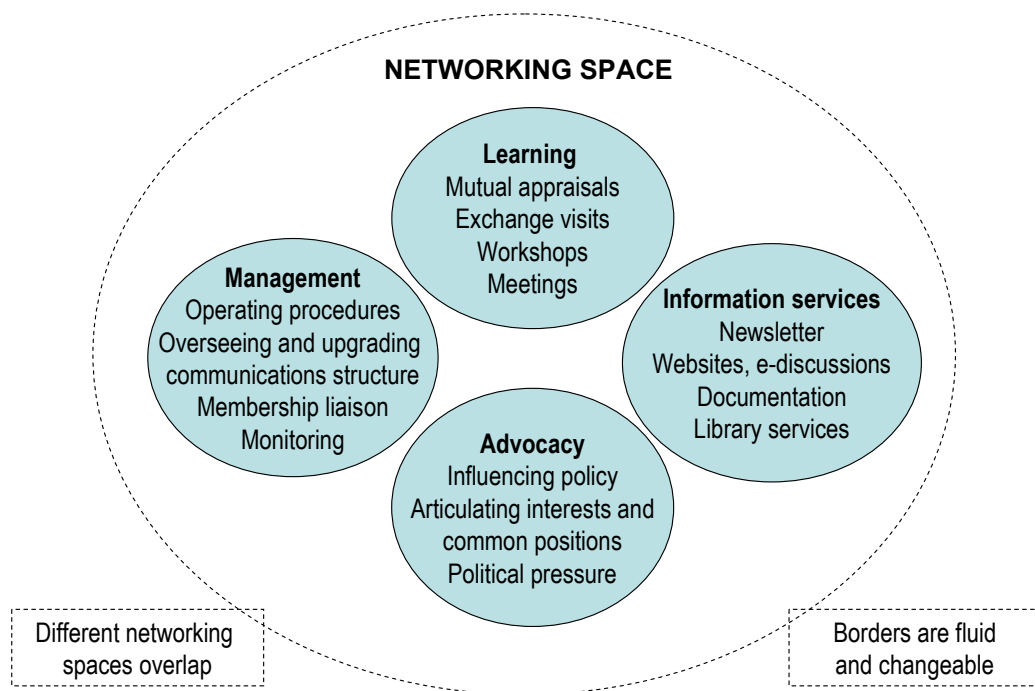 NETWORKING SPACE
Learning
Mutual appraisals
Exchange visits
Workshops
Meetings
Management
Operating procedures
Overseeing and upgrading
communications structure
Membership liaison
Monitoring
Information services
Newsletter
Websites, e-discussions
Documentation
Library services
Advocacy
Influencing policy
Articulating interests and
common positions
Political pressure
Different networking
spaces overlap
Borders are fluid
and changeable